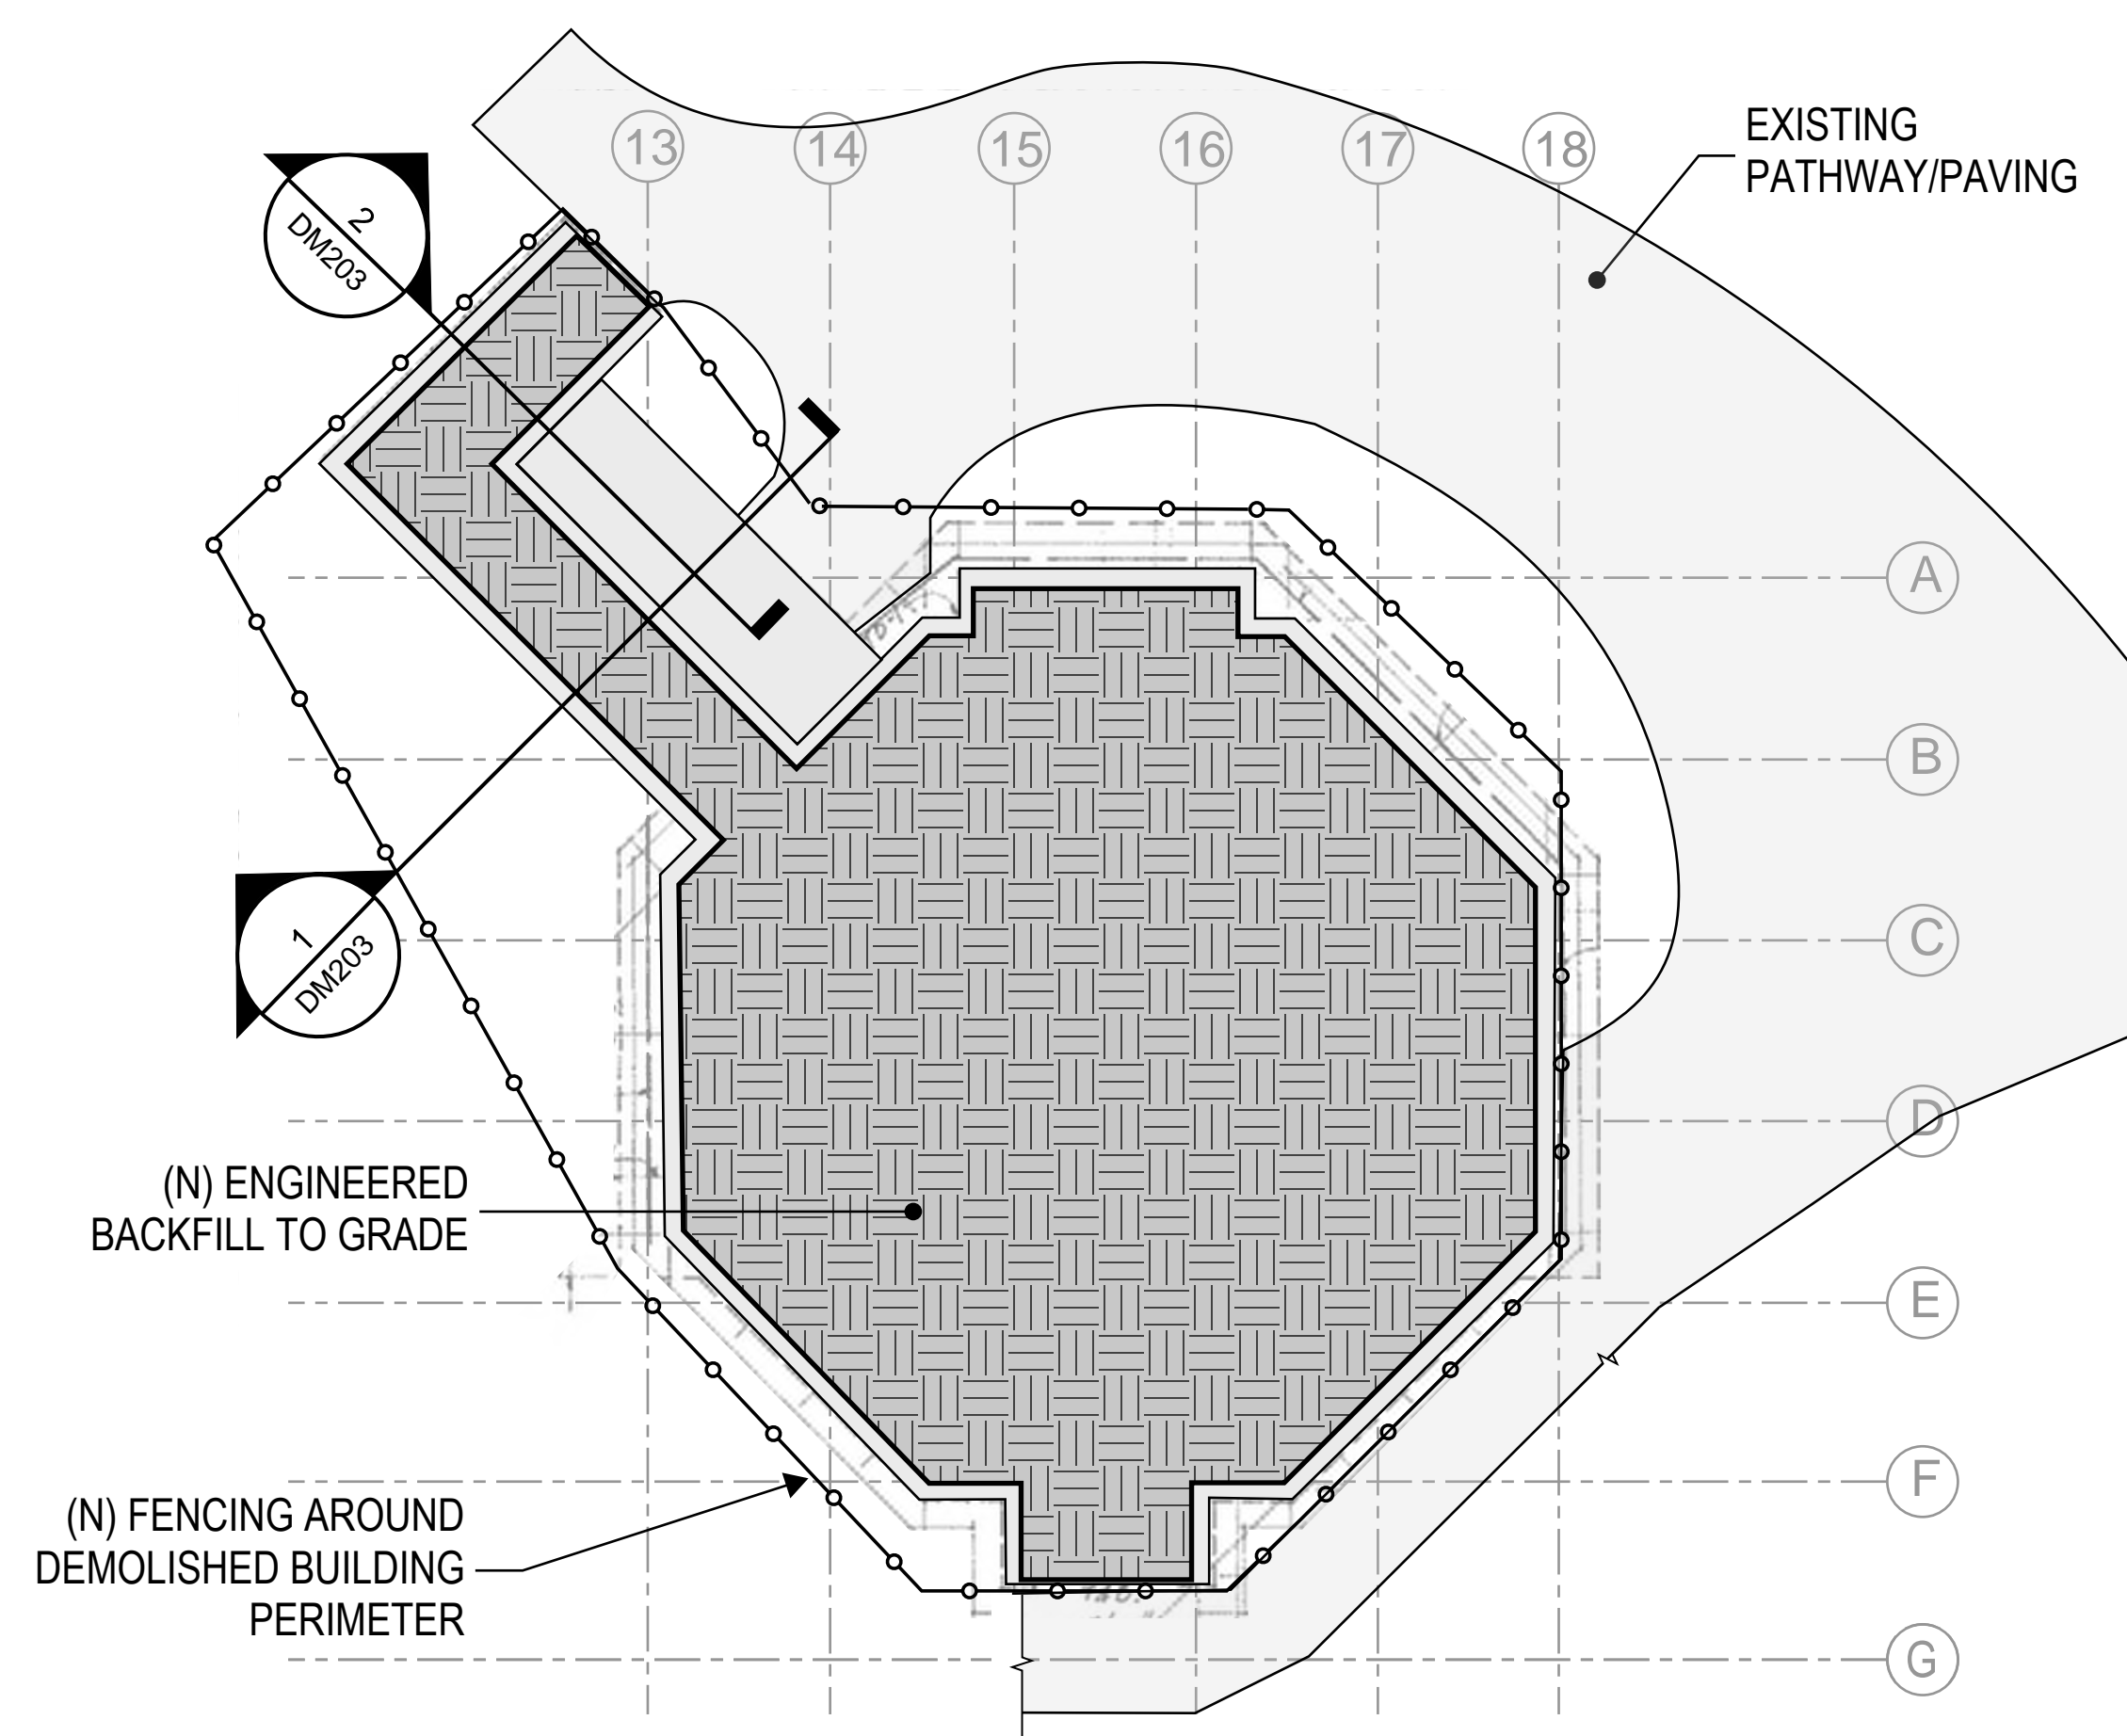 13 14 15 16 17 18
EXISTING
PATHWAY/PAVING
2
DM203
A
B
C
1
DM203
D
(N) ENGINEERED
BACKFILL TO GRADE
E
F
(N) FENCING AROUND
DEMOLISHED BUILDING
PERIMETER
G